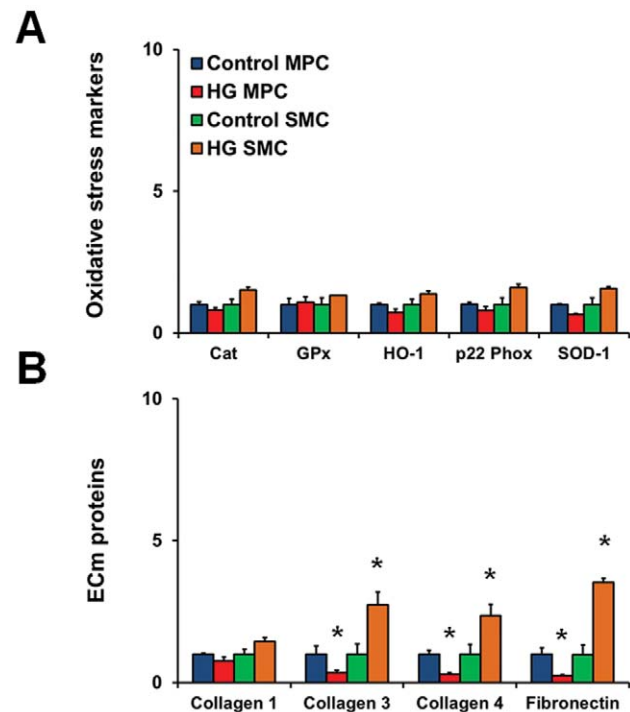 A
Oxidative stress markers
10
5
0
Control MPC
HG MPC
Control SMC
HG SMC
Cat GPx HO-1 p22 Phox SOD-1
B
ECm proteins
10
5
0
* * * * * *
Collagen 1 Collagen 3 Collagen 4 Fibronectin